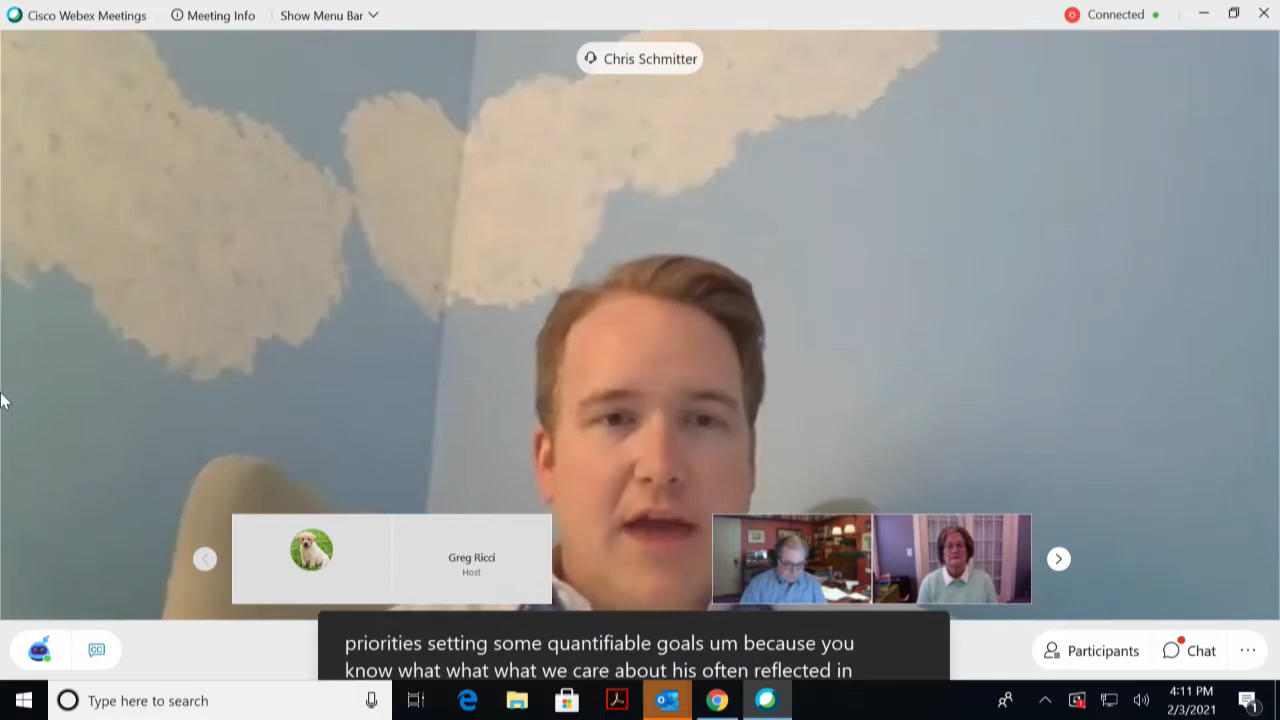 Cisco Webex Meetings
Meeting Info
Show Menu Bar
Connected
Chris Schmitter
Greg Ricci
Host
priorities setting some quantifiable goals um because you
know what what what we care about his often reflected in
CC
Participants
Chat
Type here to search
4:11 PM
2/3/2021
1